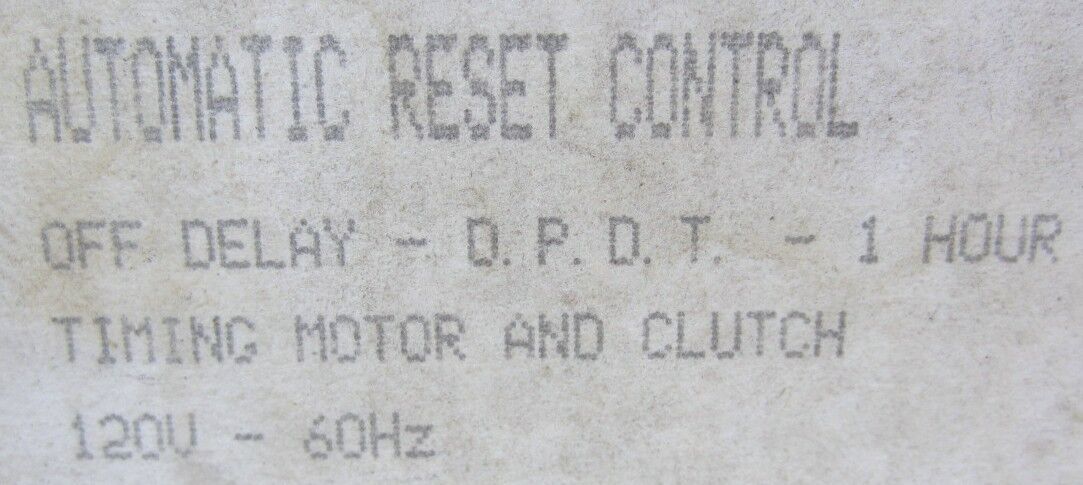 AUTOMATIC RESET CONTROL
OFF DELAY - D.P.D.T. - 1 HOUR
TIMING MOTOR AND CLUTCH
120V - 60Hz